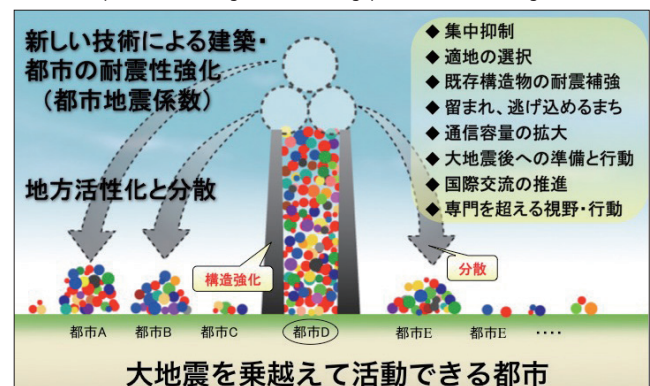 新しい技術による建築・
都市の耐震性強化
（都市地震係数）
地方活性化と分散
◆ 集中抑制
◆ 適地の選択
◆ 既存構造物の耐震補強
◆ 留まれ、逃げ込めるまち
◆ 通信容量の拡大
◆ 大地震後への準備と行動
◆ 国際交流の推進
◆ 専門を超える視野・行動
構造強化
分散
都市A 都市B 都市C 都市D 都市E 都市E ‥‥
大地震を乗越えて活動できる都市